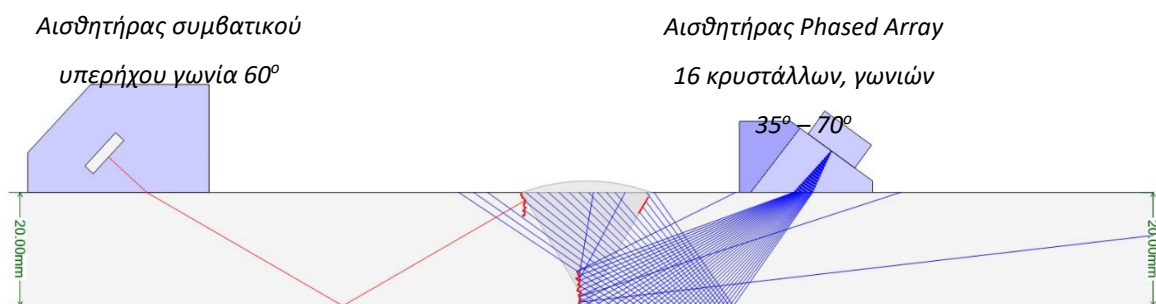 Αισθητήρας συμβατικού
υπερήχου γωνία 60ο
Αισθητήρας Phased Array
16 κρυστάλλων, γωνιών
35ο – 70ο
20.00mm
20.00mm